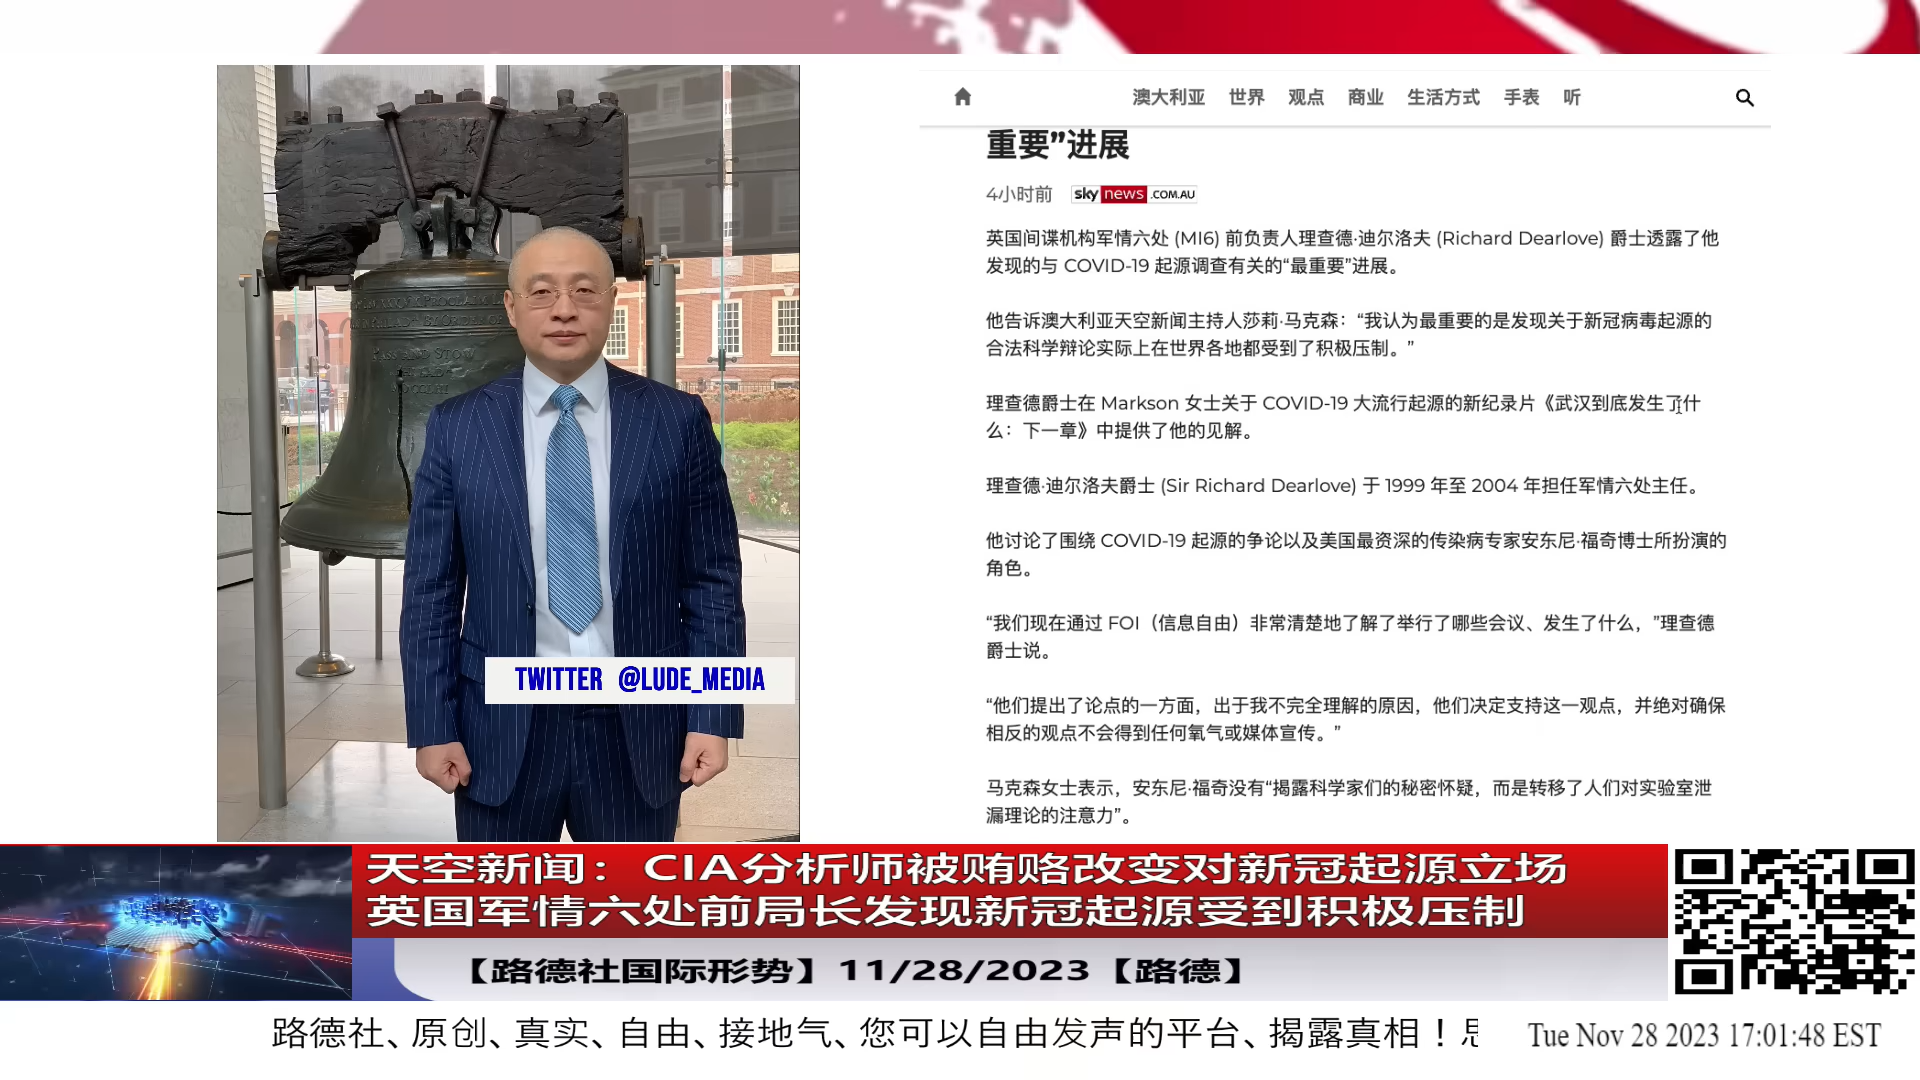 澳大利亚 世界 观点 商业 生活方式 手表 听
重要”进展
4小时前 sky news .COM.AU
英国间谍机构军情六处 (MI6) 前负责人理查德·迪尔洛夫 (Richard Dearlove) 爵士透露了他
发现的与 COVID-19 起源调查有关的“最重要”进展。
他告诉澳大利亚天空新闻主持人莎莉·马克森：“我认为最重要的是发现关于新冠病毒起源的
合法科学辩论实际上在世界各地都受到了积极压制。”
理查德爵士在 Markson 女士关于 COVID-19 大流行起源的新纪录片《武汉到底发生了什
么：下一章》中提供了他的见解。
理查德·迪尔洛夫爵士 (Sir Richard Dearlove) 于 1999 年至 2004 年担任军情六处主任。
他讨论了围绕 COVID-19 起源的争论以及美国最资深的传染病专家安东尼·福奇博士所扮演的
角色。
“我们现在通过 FOI（信息自由）非常清楚地了解了举行了哪些会议、发生了什么，”理查德
爵士说。
“他们提出了论点的一方面，出于我不完全理解的原因，他们决定支持这一观点，并绝对确保
相反的观点不会得到任何氧气或媒体宣传。”
马克森女士表示，安东尼·福奇没有“揭露科学家们的秘密怀疑，而是转移了人们对实验室泄
漏理论的注意力”。
PASS AND STOW
TWITTER @LUDE_MEDIA
天空新闻：CIA分析师被贿赂改变对新冠起源立场
英国军情六处前局长发现新冠起源受到积极压制
【路德社国际形势】11/28/2023【路德】
路德社、原创、真实、自由、接地气、您可以自由发声的平台、揭露真相！
Tue Nov 28 2023 17:01:48 EST